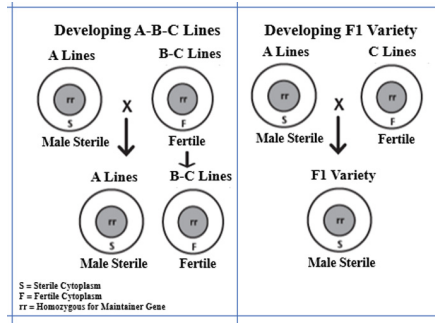 Developing A-B-C Lines
A Lines
B-C Lines
rr
S
X
rr
F
Male Sterile
Fertile
A Lines
B-C Lines
rr
S
rr
F
Male Sterile
Fertile
S = Sterile Cytoplasm
F = Fertile Cytoplasm
rr = Homozygous for Maintainer Gene
Developing F1 Variety
A Lines
C Lines
rr
S
X
rr
F
Male Sterile
Fertile
F1 Variety
rr
S
Male Sterile